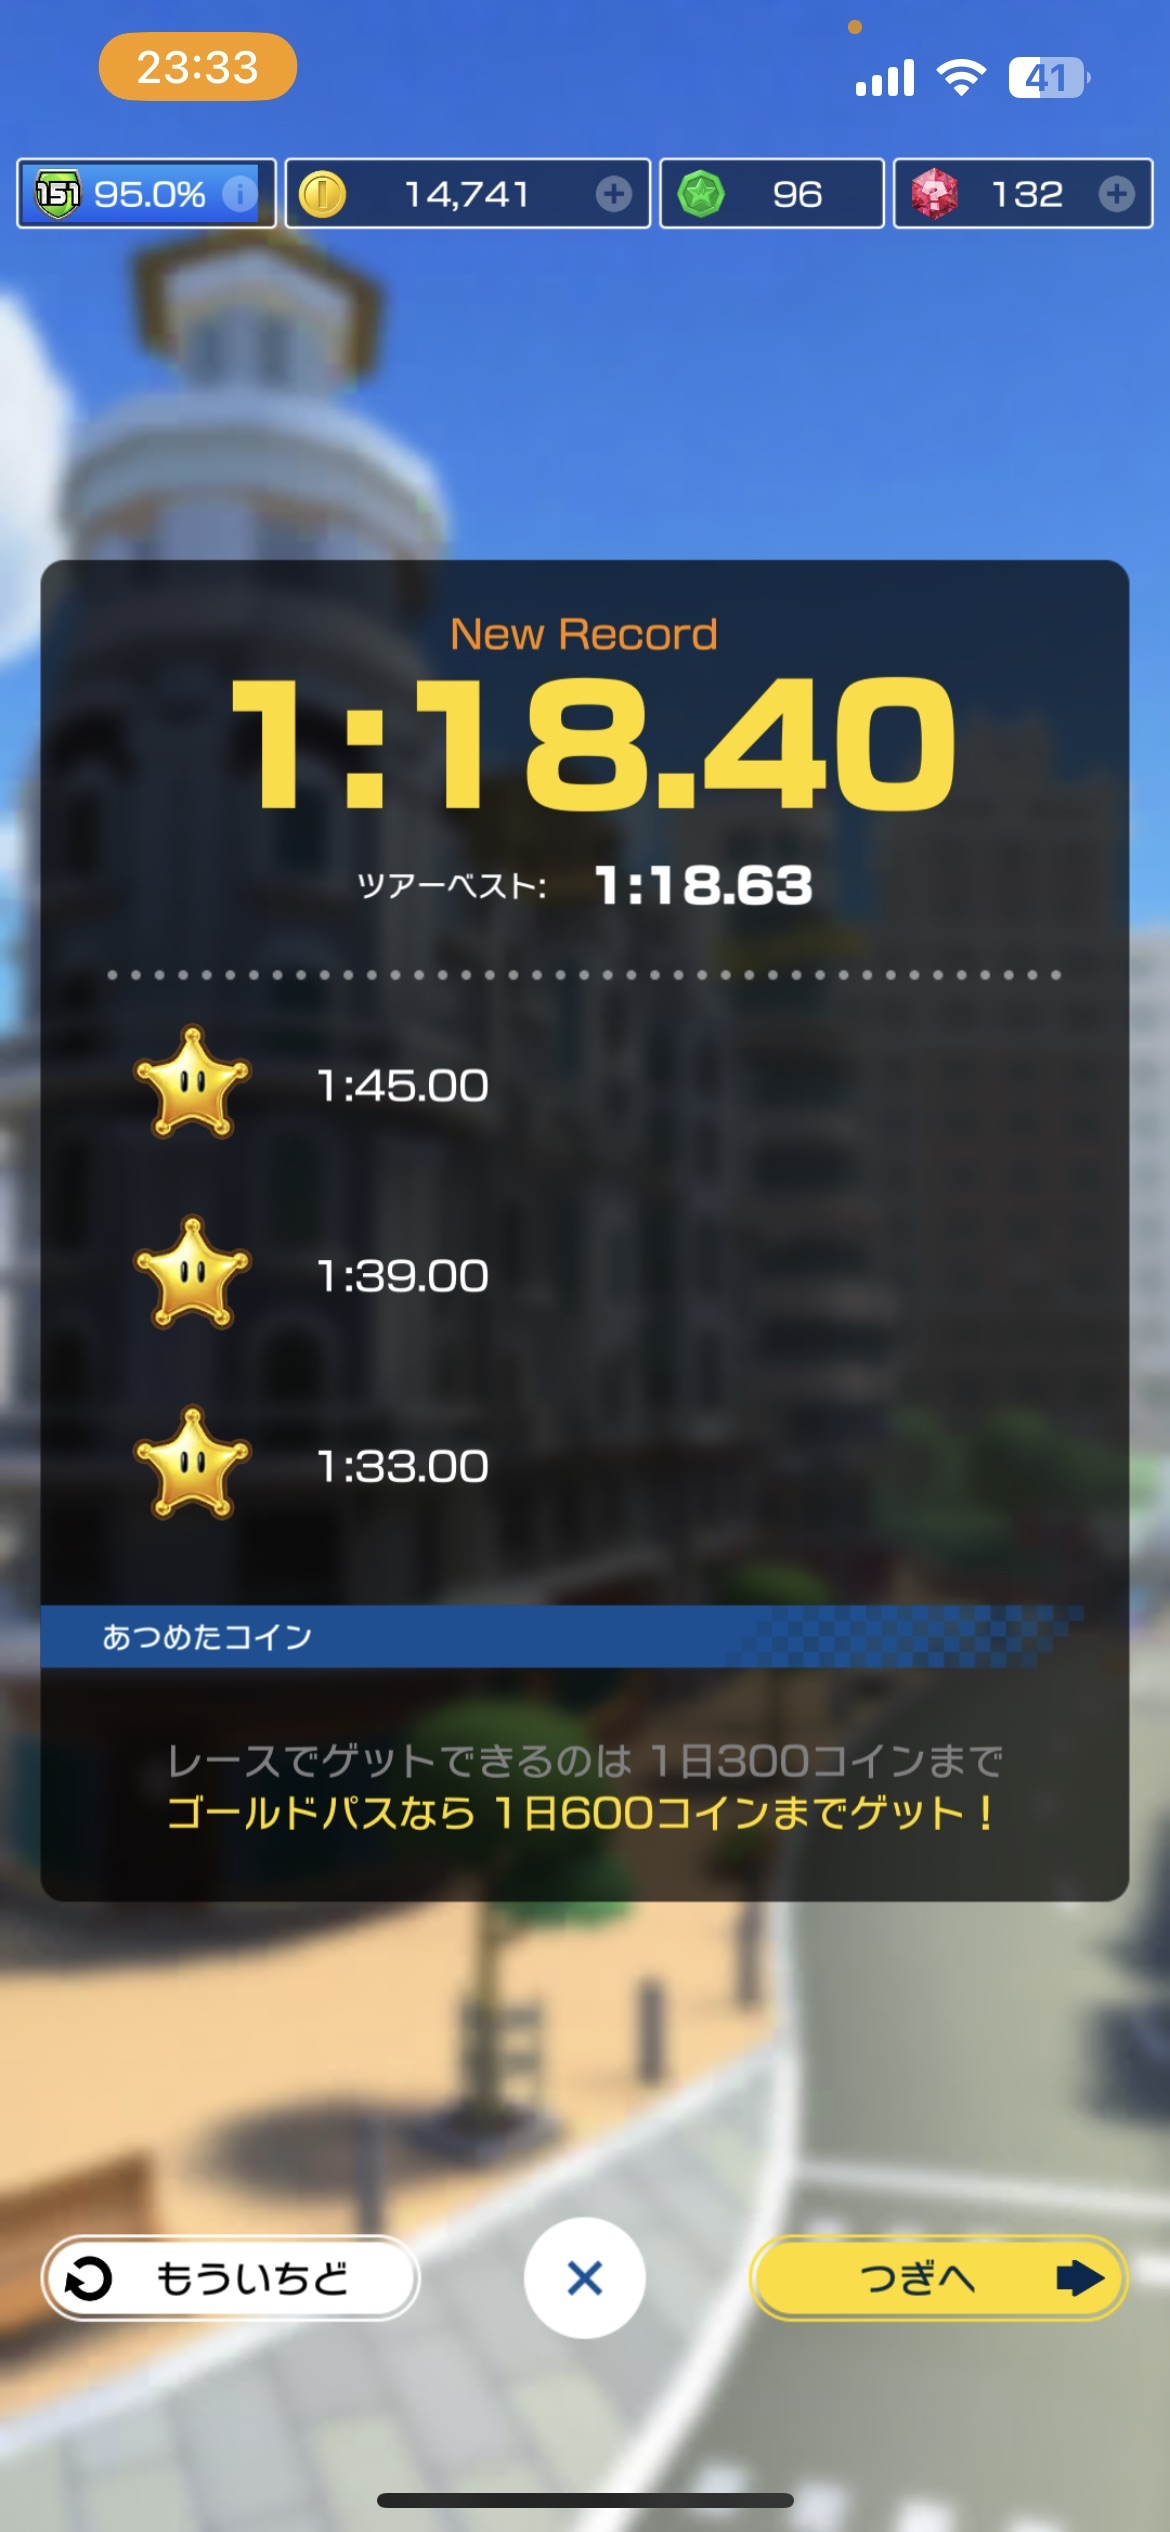 23:33
41
151 95.0% i
14,741 +
96
132 +
New Record
1:18.40
ツアーベスト: 1:18.63
1:45.00
1:39.00
1:33.00
あつめたコイン
レースでゲットできるのは 1日300コインまで
ゴールドパスなら 1日600コインまでゲット！
もういちど
×
つぎへ